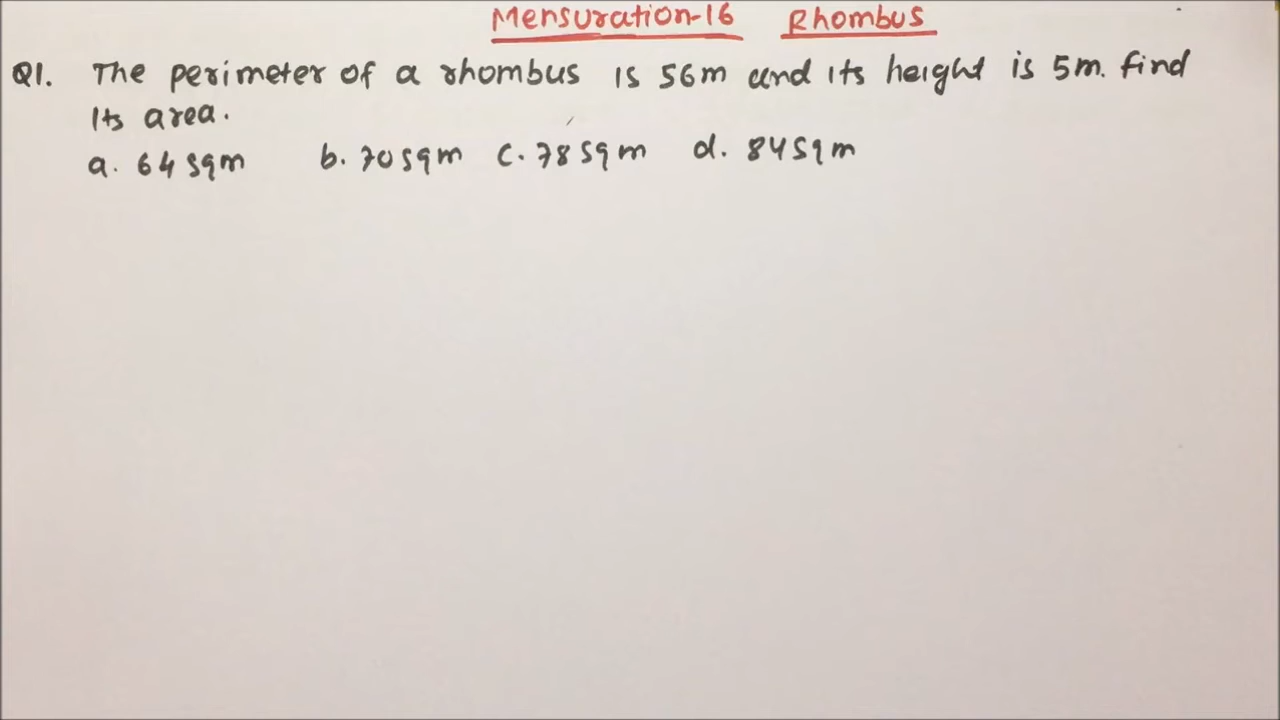 Mensuration-16 Rhombus
Q1. The perimeter of a rhombus is 56m and its height is 5m. find
its area.
a. 64 sqm b. 70 sqm c. 78 sqm d. 84 sqm